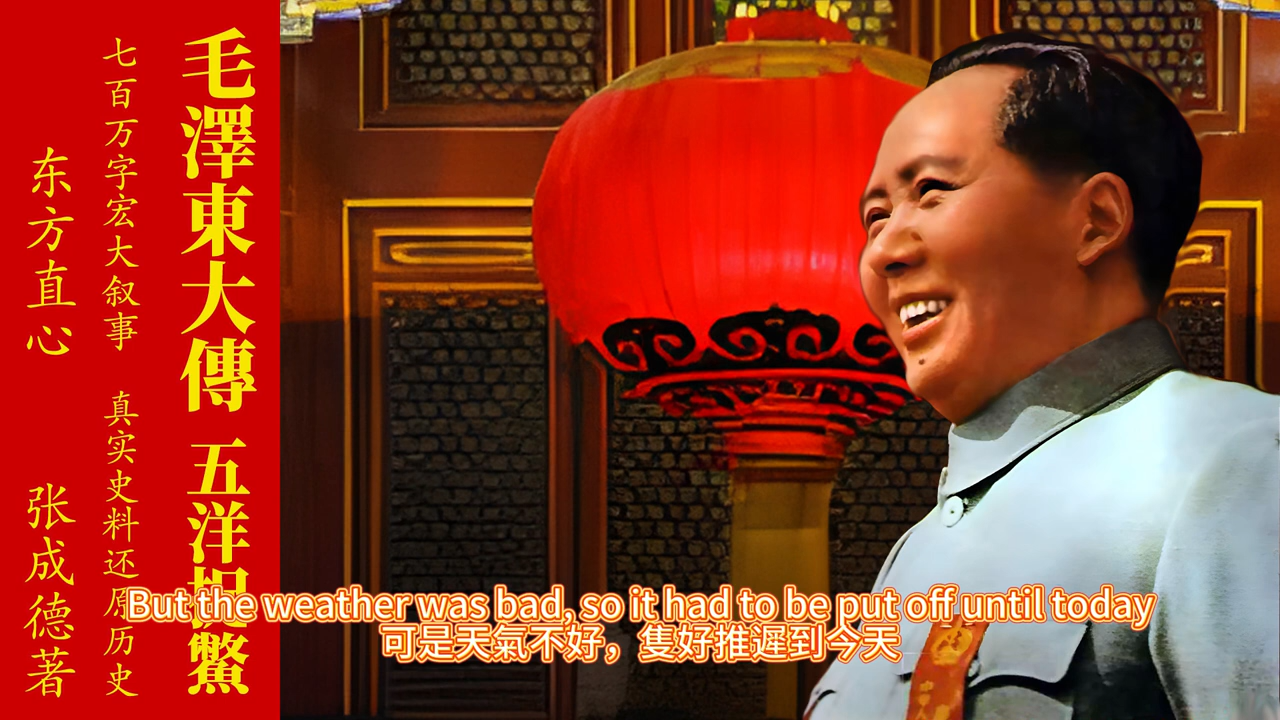 毛澤東大傳 五洋捉鱉
七百万字宏大叙事 真实史料还原历史
东方直心
张成德著
But the weather was bad, so it had to be put off until today
可是天氣不好，隻好推遲到今天